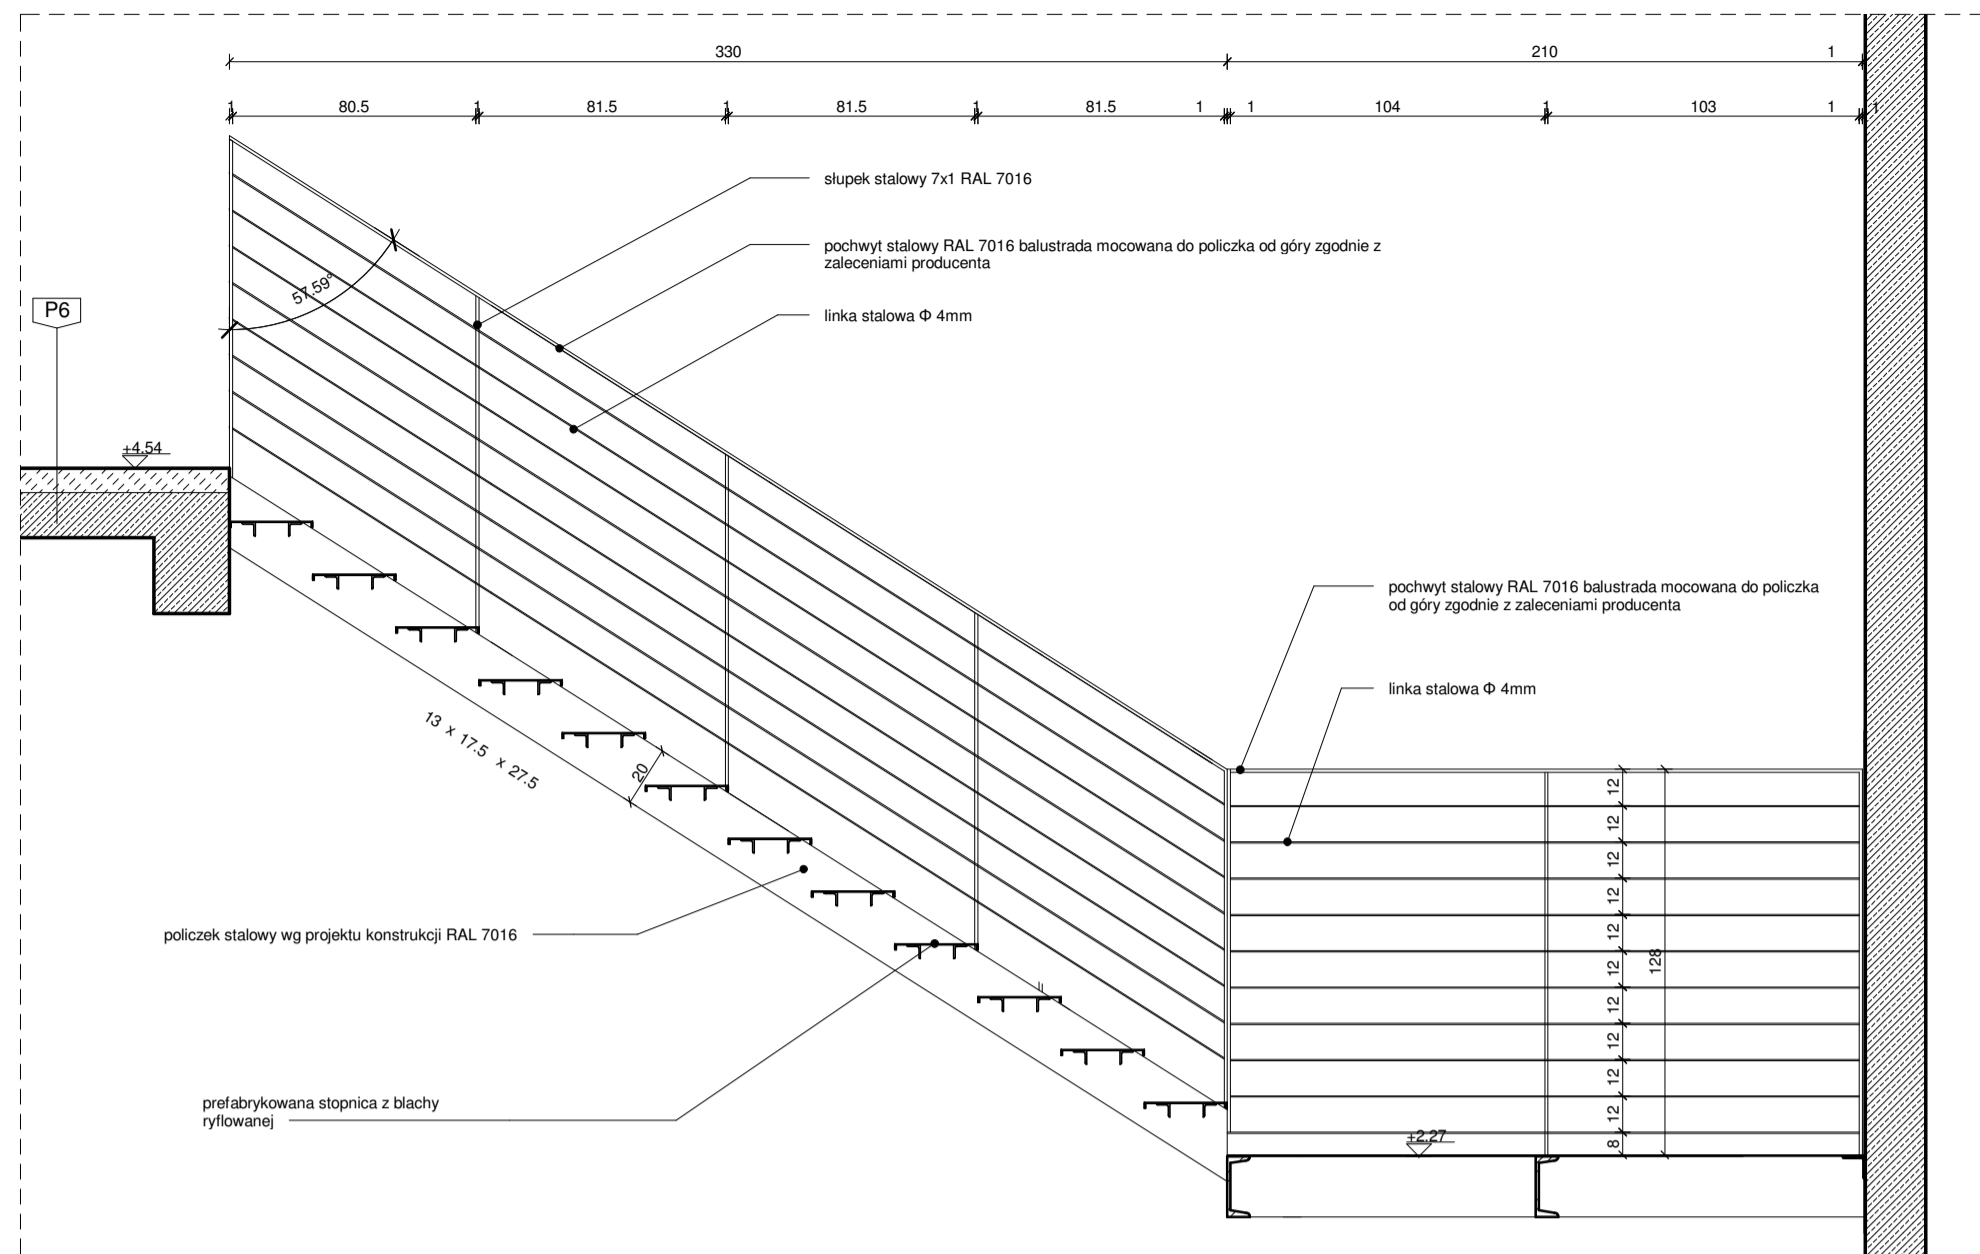 330
210
1
1
80.5
1
81.5
1
81.5
1
81.5
1
1
104
1
103
1
1
słupek stalowy 7x1 RAL 7016
pochwyt stalowy RAL 7016 balustrada mocowana do policzka od góry zgodnie z
zaleceniami producenta
57.59°
P6
linka stalowa Φ 4mm
+4.54
pochwyt stalowy RAL 7016 balustrada mocowana do policzka
od góry zgodnie z zaleceniami producenta
linka stalowa Φ 4mm
13 x 17.5 x 27.5
20
12
12
12
12
12
12
12
12
12
12
8
128
policzek stalowy wg projektu konstrukcji RAL 7016
prefabrykowana stopnica z blachy
ryflowanej
+2.27